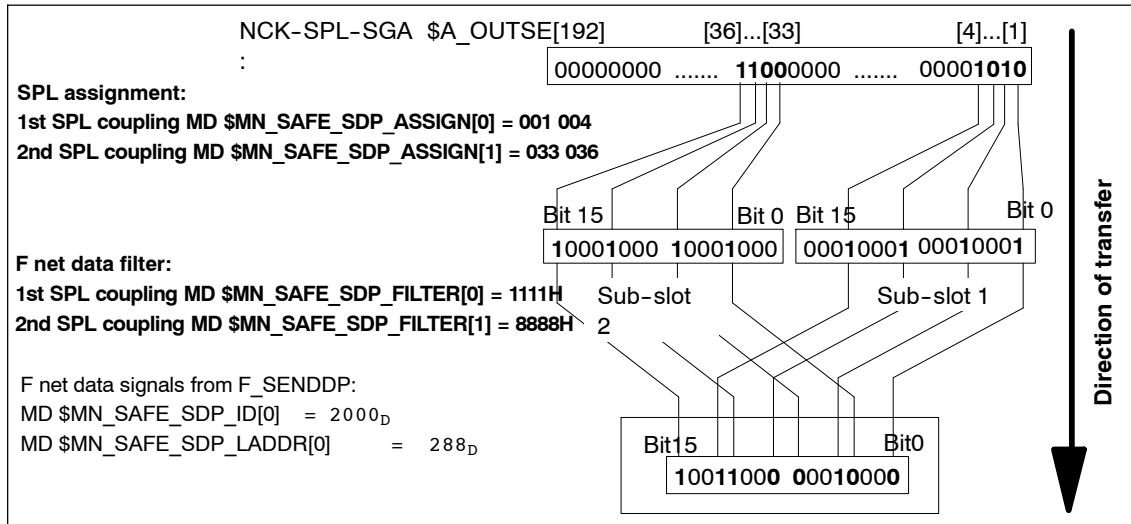 NCK-SPL-SGA $A_OUTSE[192] [36]...[33] [4]...[1]
:
00000000 ....... 11000000 ....... 00001010
SPL assignment:
1st SPL coupling MD $MN_SAFE_SDP_ASSIGN[0] = 001 004
2nd SPL coupling MD $MN_SAFE_SDP_ASSIGN[1] = 033 036
Bit 15 Bit 0 Bit 15 Bit 0
10001000 10001000 00010001 00010001
F net data filter:
1st SPL coupling MD $MN_SAFE_SDP_FILTER[0] = 1111H
2nd SPL coupling MD $MN_SAFE_SDP_FILTER[1] = 8888H
Sub-slot
2
Sub-slot 1
F net data signals from F_SENDDP:
MD $MN_SAFE_SDP_ID[0] = 2000D
MD $MN_SAFE_SDP_LADDR[0] = 288D
Bit15 Bit0
10011000 00010000
Direction of transfer